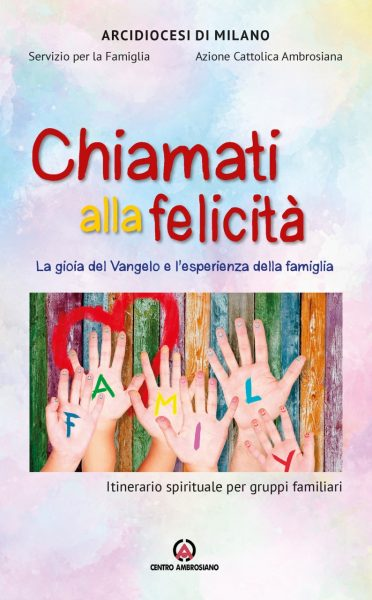 ARCIDIOCESI DI MILANO
Servizio per la Famiglia Azione Cattolica Ambrosiana
Chiamati
alla felicità
La gioia del Vangelo e l'esperienza della famiglia
F A M I L Y
Itinerario spirituale per gruppi familiari
CENTRO AMBROSIANO